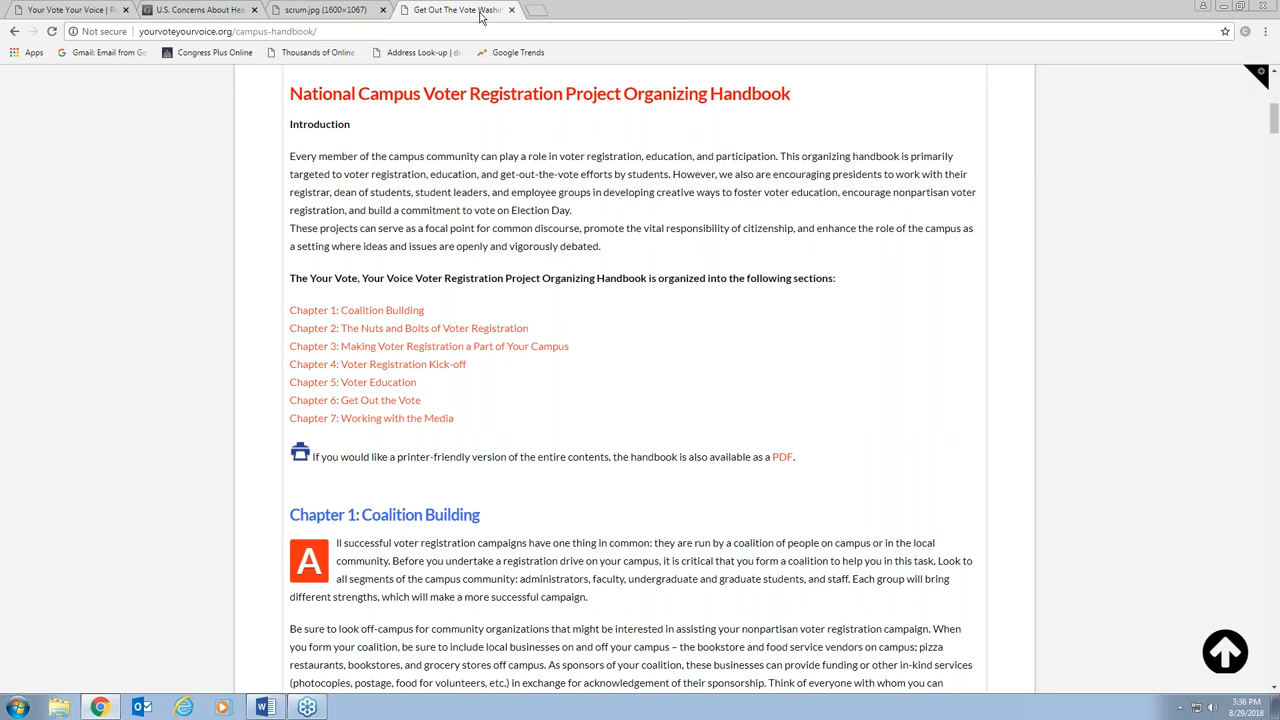 Your Vote Your Voice | R
U.S. Concerns About Hea
scrum.jpg (1600×1067)
Get Out The Vote Washin
Not secure
yourvoteyourvoice.org/campus-handbook/
Apps
Gmail: Email from Go
Congress Plus Online
Thousands of Online
Address Look-up | de
Google Trends
National Campus Voter Registration Project Organizing Handbook
Introduction
Every member of the campus community can play a role in voter registration, education, and participation. This organizing handbook is primarily
targeted to voter registration, education, and get-out-the-vote efforts by students. However, we also are encouraging presidents to work with their
registrar, dean of students, student leaders, and employee groups in developing creative ways to foster voter education, encourage nonpartisan voter
registration, and build a commitment to vote on Election Day.
These projects can serve as a focal point for common discourse, promote the vital responsibility of citizenship, and enhance the role of the campus as
a setting where ideas and issues are openly and vigorously debated.
The Your Vote, Your Voice Voter Registration Project Organizing Handbook is organized into the following sections:
Chapter 1: Coalition Building
Chapter 2: The Nuts and Bolts of Voter Registration
Chapter 3: Making Voter Registration a Part of Your Campus
Chapter 4: Voter Registration Kick-off
Chapter 5: Voter Education
Chapter 6: Get Out the Vote
Chapter 7: Working with the Media
If you would like a printer-friendly version of the entire contents, the handbook is also available as a PDF.
Chapter 1: Coalition Building
All successful voter registration campaigns have one thing in common: they are run by a coalition of people on campus or in the local
community. Before you undertake a registration drive on your campus, it is critical that you form a coalition to help you in this task. Look to
all segments of the campus community: administrators, faculty, undergraduate and graduate students, and staff. Each group will bring
different strengths, which will make a more successful campaign.
Be sure to look off-campus for community organizations that might be interested in assisting your nonpartisan voter registration campaign. When
you form your coalition, be sure to include local businesses on and off your campus – the bookstore and food service vendors on campus; pizza
restaurants, bookstores, and grocery stores off campus. As sponsors of your coalition, these businesses can provide funding or other in-kind services
(photocopies, postage, food for volunteers, etc.) in exchange for acknowledgement of their sponsorship. Think of everyone with whom you can
3:36 PM
8/29/2018